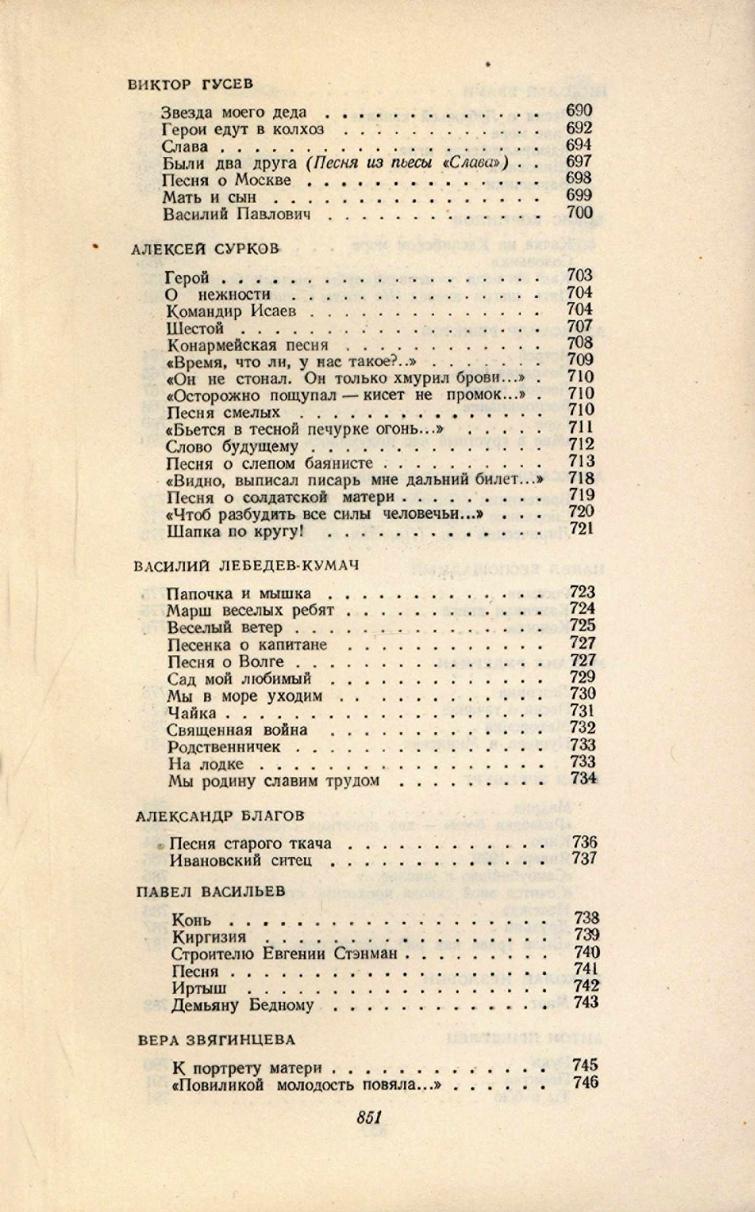 ВИКТОР ГУСЕВ
Звезда моего деда . . . . . . . . . . . . . 690
Герои едут в колхоз . . . . . . . . . . . . 692
Слава . . . . . . . . . . . . . . . . . . . 694
Были два друга (Песня из пьесы «Слава») . . 697
Песня о Москве . . . . . . . . . . . . . . 698
Мать и сын . . . . . . . . . . . . . . . . 699
Василий Павлович . . . . . . . . . . . . . 700
АЛЕКСЕЙ СУРКОВ
Герой . . . . . . . . . . . . . . . . . . . 703
О нежности . . . . . . . . . . . . . . . 704
Командир Исаев . . . . . . . . . . . . . . 704
Шестой . . . . . . . . . . . . . . . . . . 707
Конармейская песня . . . . . . . . . . . . 708
«Время, что ли, у нас такое?..» . . . . . . . 709
«Он не стонал. Он только хмурил брови...» . 710
«Осторожно пощупал — кисет не промок...» . 710
Песня смелых . . . . . . . . . . . . . . 710
«Бьется в тесной печурке огонь...» . . . . . 711
Слово будущему . . . . . . . . . . . . . . 712
Песня о слепом баянисте . . . . . . . . . . 713
«Видно, выписал писарь мне дальний билет...» 718
Песня о солдатской матери . . . . . . . . . 719
«Чтоб разбудить все силы человечьи...» . . . 720
Шапка по кругу! . . . . . . . . . . . . . 721
ВАСИЛИЙ ЛЕБЕДЕВ-КУМАЧ
Папочка и мышка . . . . . . . . . . . . . 723
Марш веселых ребят . . . . . . . . . . . . 724
Веселый ветер . . . . . . . . . . . . . . . 725
Песенка о капитане . . . . . . . . . . . . 727
Песня о Волге . . . . . . . . . . . . . . . 727
Сад мой любимый . . . . . . . . . . . . . 729
Мы в море уходим . . . . . . . . . . . . 730
Чайка . . . . . . . . . . . . . . . . . . . 731
Священная война . . . . . . . . . . . . . 732
Родственничек . . . . . . . . . . . . . . . 733
На лодке . . . . . . . . . . . . . . . . . 733
Мы родину славим трудом . . . . . . . . . 734
АЛЕКСАНДР БЛАГОВ
Песня старого ткача . . . . . . . . . . . . 736
Ивановский ситец . . . . . . . . . . . . . 737
ПАВЕЛ ВАСИЛЬЕВ
Конь . . . . . . . . . . . . . . . . . . . 738
Киргизия . . . . . . . . . . . . . . . . . 739
Строителю Евгении Стэнман . . . . . . . . . 740
Песня . . . . . . . . . . . . . . . . . . . 741
Иртыш . . . . . . . . . . . . . . . . . . 742
Демьяну Бедному . . . . . . . . . . . . . 743
ВЕРА ЗВЯГИНЦЕВА
К портрету матери . . . . . . . . . . . . . 745
«Повиликой молодость повяла...» . . . . . . 746
851